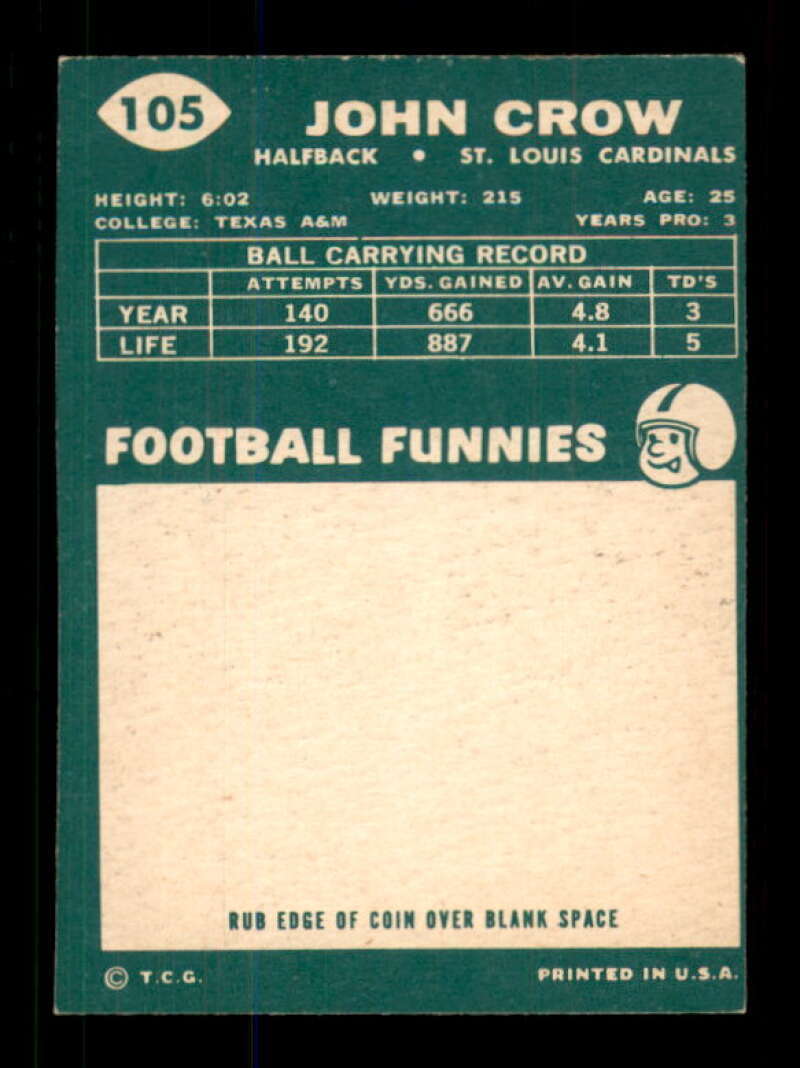 105
JOHN CROW
HALFBACK • ST. LOUIS CARDINALS
HEIGHT: 6:02 WEIGHT: 215 AGE: 25
COLLEGE: TEXAS A&M YEARS PRO: 3
BALL CARRYING RECORD
ATTEMPTS YDS. GAINED AV. GAIN TD'S
YEAR 140 666 4.8 3
LIFE 192 887 4.1 5
FOOTBALL FUNNIES
RUB EDGE OF COIN OVER BLANK SPACE
© T.C.G. PRINTED IN U.S.A.